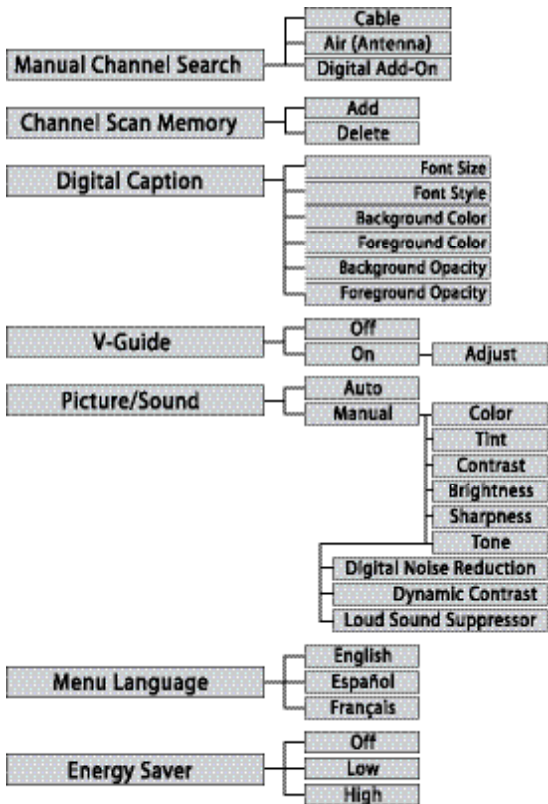 Cable
Air (Antenna)
Manual Channel Search
Digital Add-On
Add
Channel Scan Memory
Delete
Digital Caption
Font Size
Font Style
Background Color
Foreground Color
Background Opacity
Foreground Opacity
V-Guide
Off
On
Adjust
Picture/Sound
Auto
Manual
Color
Tint
Contrast
Brightness
Sharpness
Tone
Digital Noise Reduction
Dynamic Contrast
Loud Sound Suppressor
Menu Language
English
Español
Français
Energy Saver
Off
Low
High